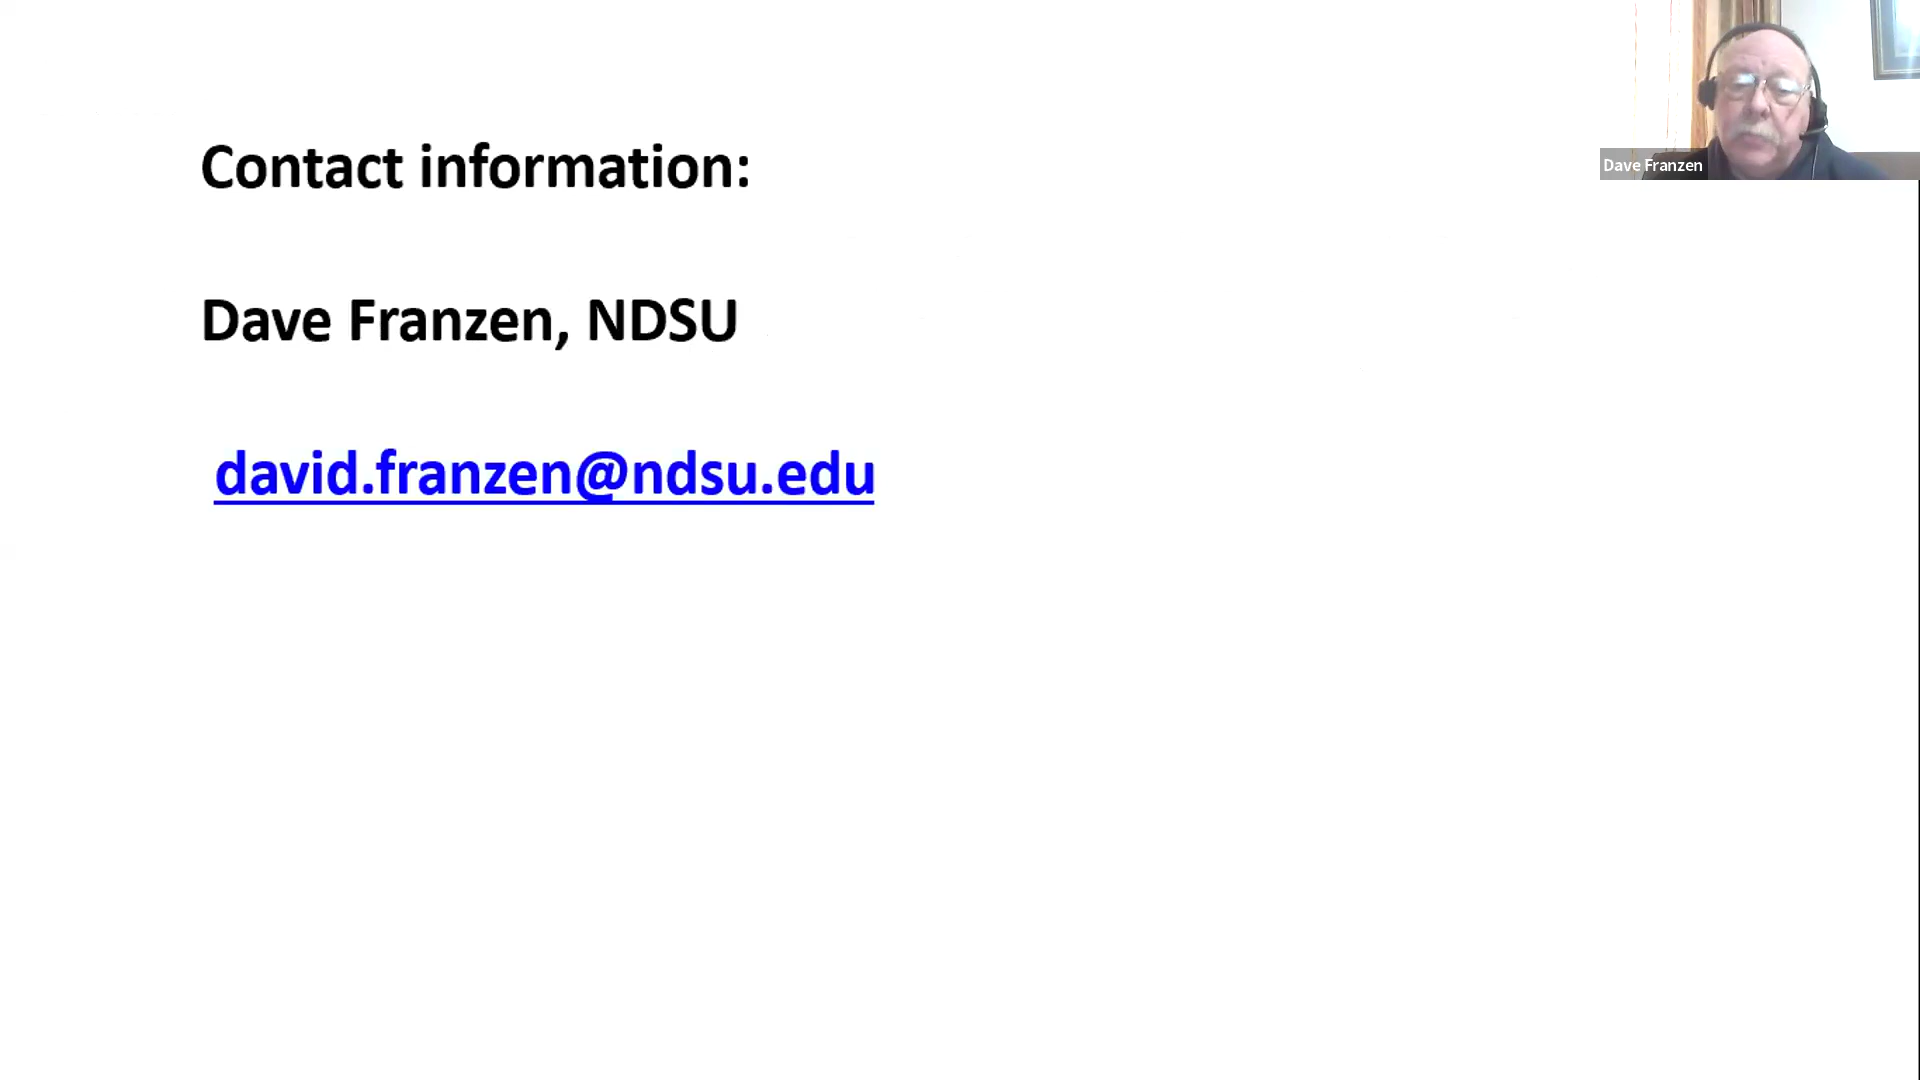 Contact information:
Dave Franzen
Dave Franzen, NDSU
david.franzen@ndsu.edu